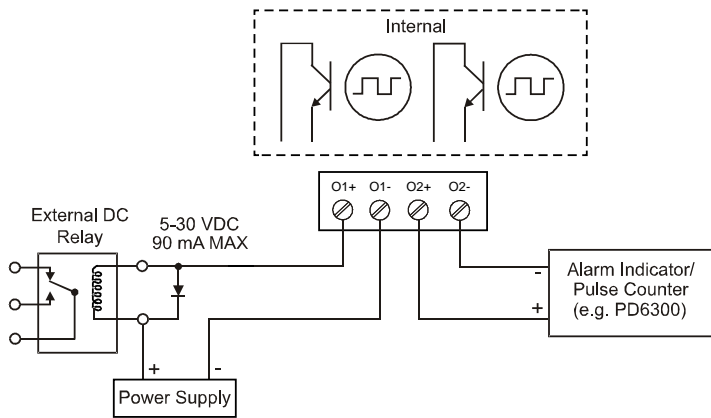 Internal
O1+ O1- O2+ O2-
External DC
Relay
5-30 VDC
90 mA MAX
-
+
Alarm Indicator/
Pulse Counter
(e.g. PD6300)
+ -
Power Supply